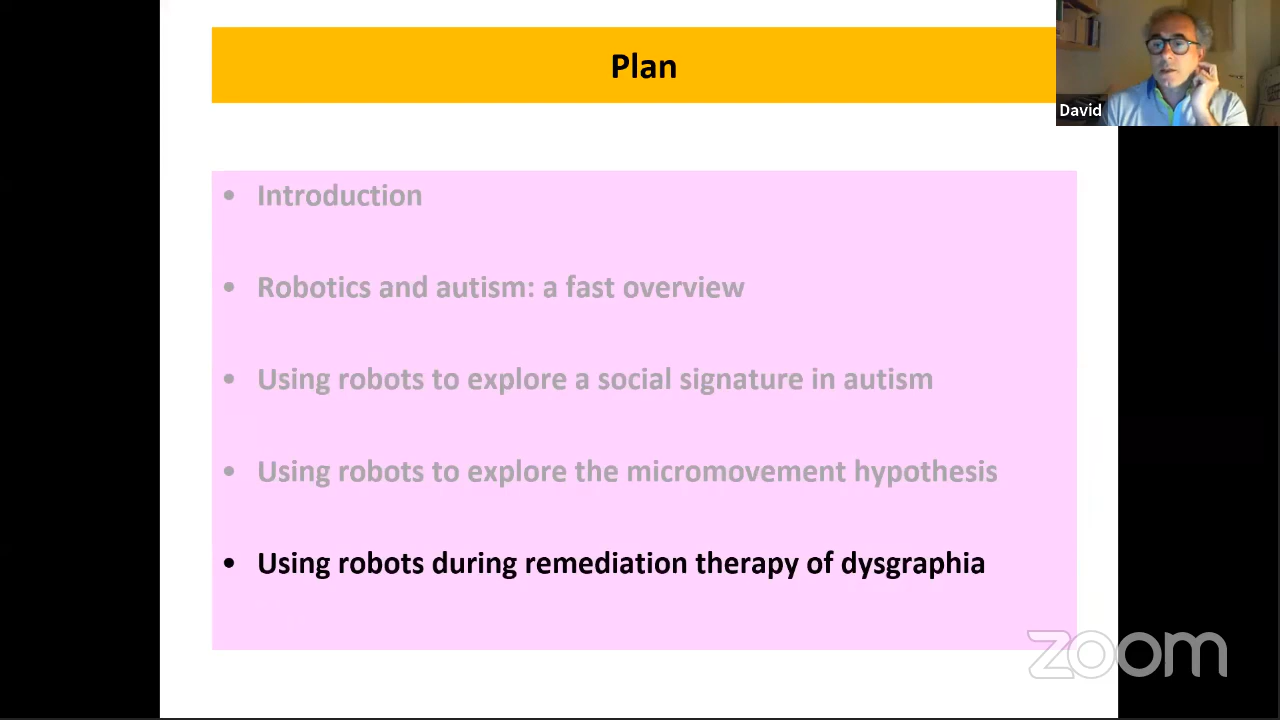 Plan
David
• Introduction
• Robotics and autism: a fast overview
• Using robots to explore a social signature in autism
• Using robots to explore the micromovement hypothesis
• Using robots during remediation therapy of dysgraphia
zoom